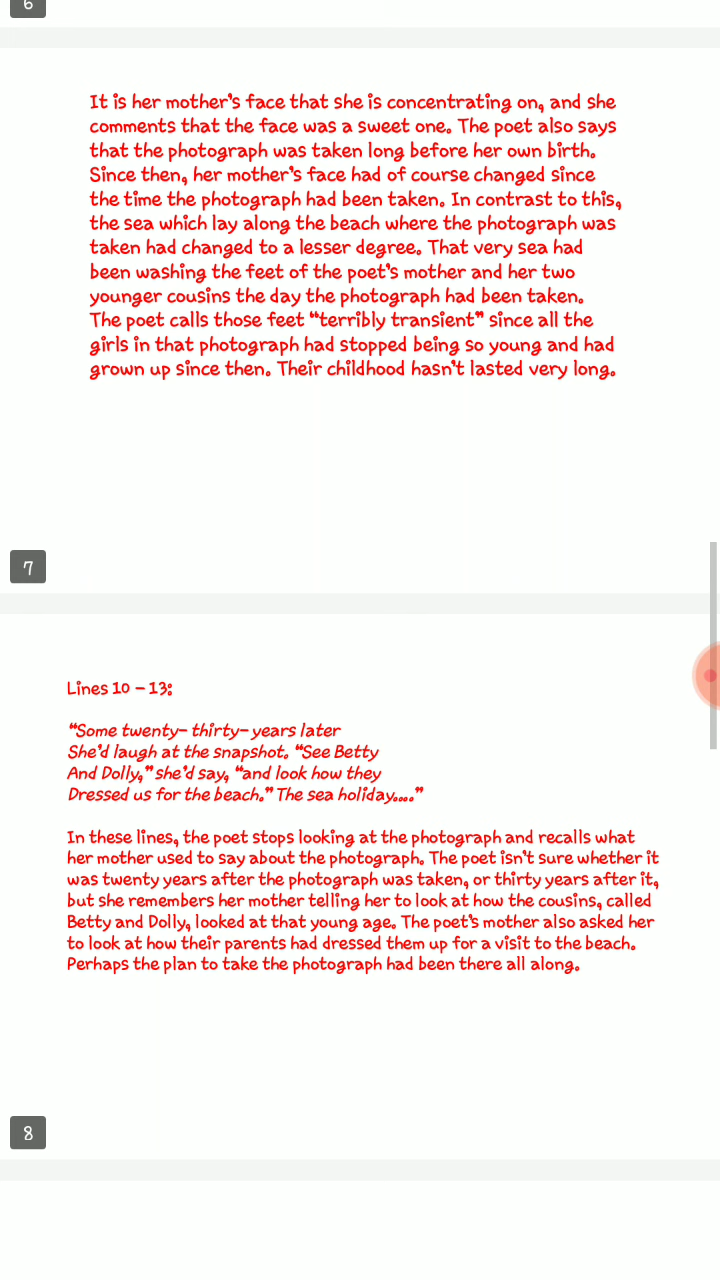 6
It is her mother's face that she is concentrating on, and she
comments that the face was a sweet one. The poet also says
that the photograph was taken long before her own birth.
Since then, her mother's face had of course changed since
the time the photograph had been taken. In contrast to this,
the sea which lay along the beach where the photograph was
taken had changed to a lesser degree. That very sea had
been washing the feet of the poet's mother and her two
younger cousins the day the photograph had been taken.
The poet calls those feet “terribly transient” since all the
girls in that photograph had stopped being so young and had
grown up since then. Their childhood hasn't lasted very long.
7
Lines 10 – 13:
“Some twenty- thirty- years later
She'd laugh at the snapshot. “See Betty
And Dolly,” she'd say, “and look how they
Dressed us for the beach.” The sea holiday....”
In these lines, the poet stops looking at the photograph and recalls what
her mother used to say about the photograph. The poet isn't sure whether it
was twenty years after the photograph was taken, or thirty years after it,
but she remembers her mother telling her to look at how the cousins, called
Betty and Dolly, looked at that young age. The poet's mother also asked her
to look at how their parents had dressed them up for a visit to the beach.
Perhaps the plan to take the photograph had been there all along.
8